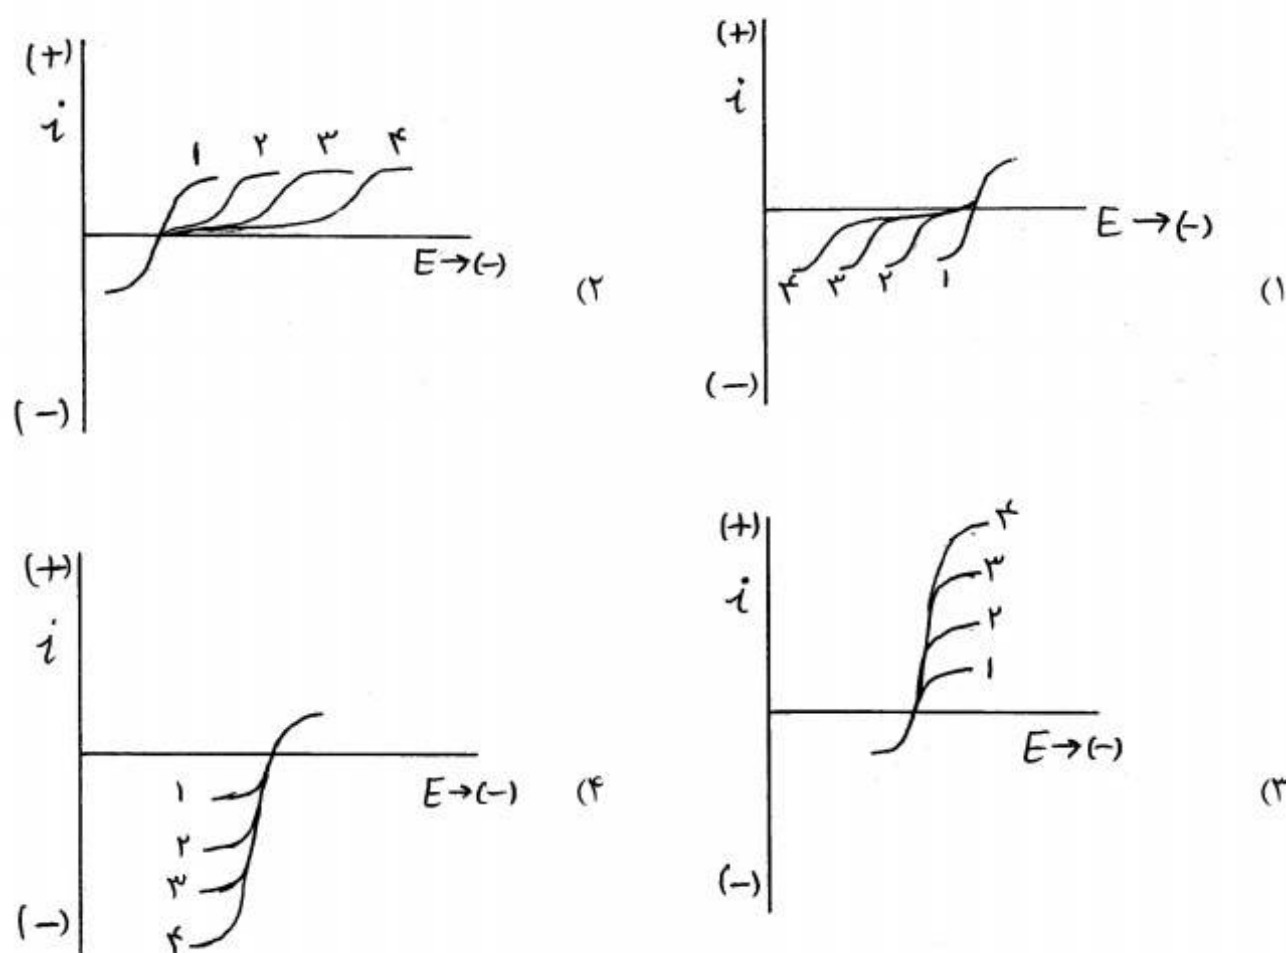 (+)
i
۱ ۲ ۳ ۴
E→(-)
(-)
(۲
(+)
i
E→(-)
۴ ۳ ۲ ۱
(-)
(۱
(+)
i
۱
۲
۳
۴
E→(-)
(-)
(۴
(+)
i
۴
۳
۲
۱
E→(-)
(-)
(۳